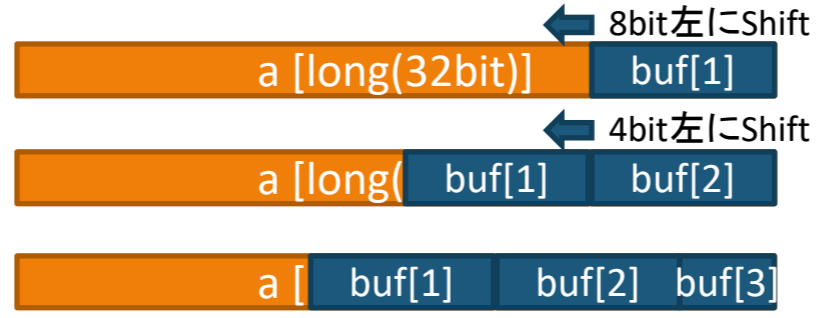 8bit左にShift
a [long(32bit)] buf[1]
4bit左にShift
a [long( buf[1] buf[2]
a [ buf[1] buf[2] buf[3]